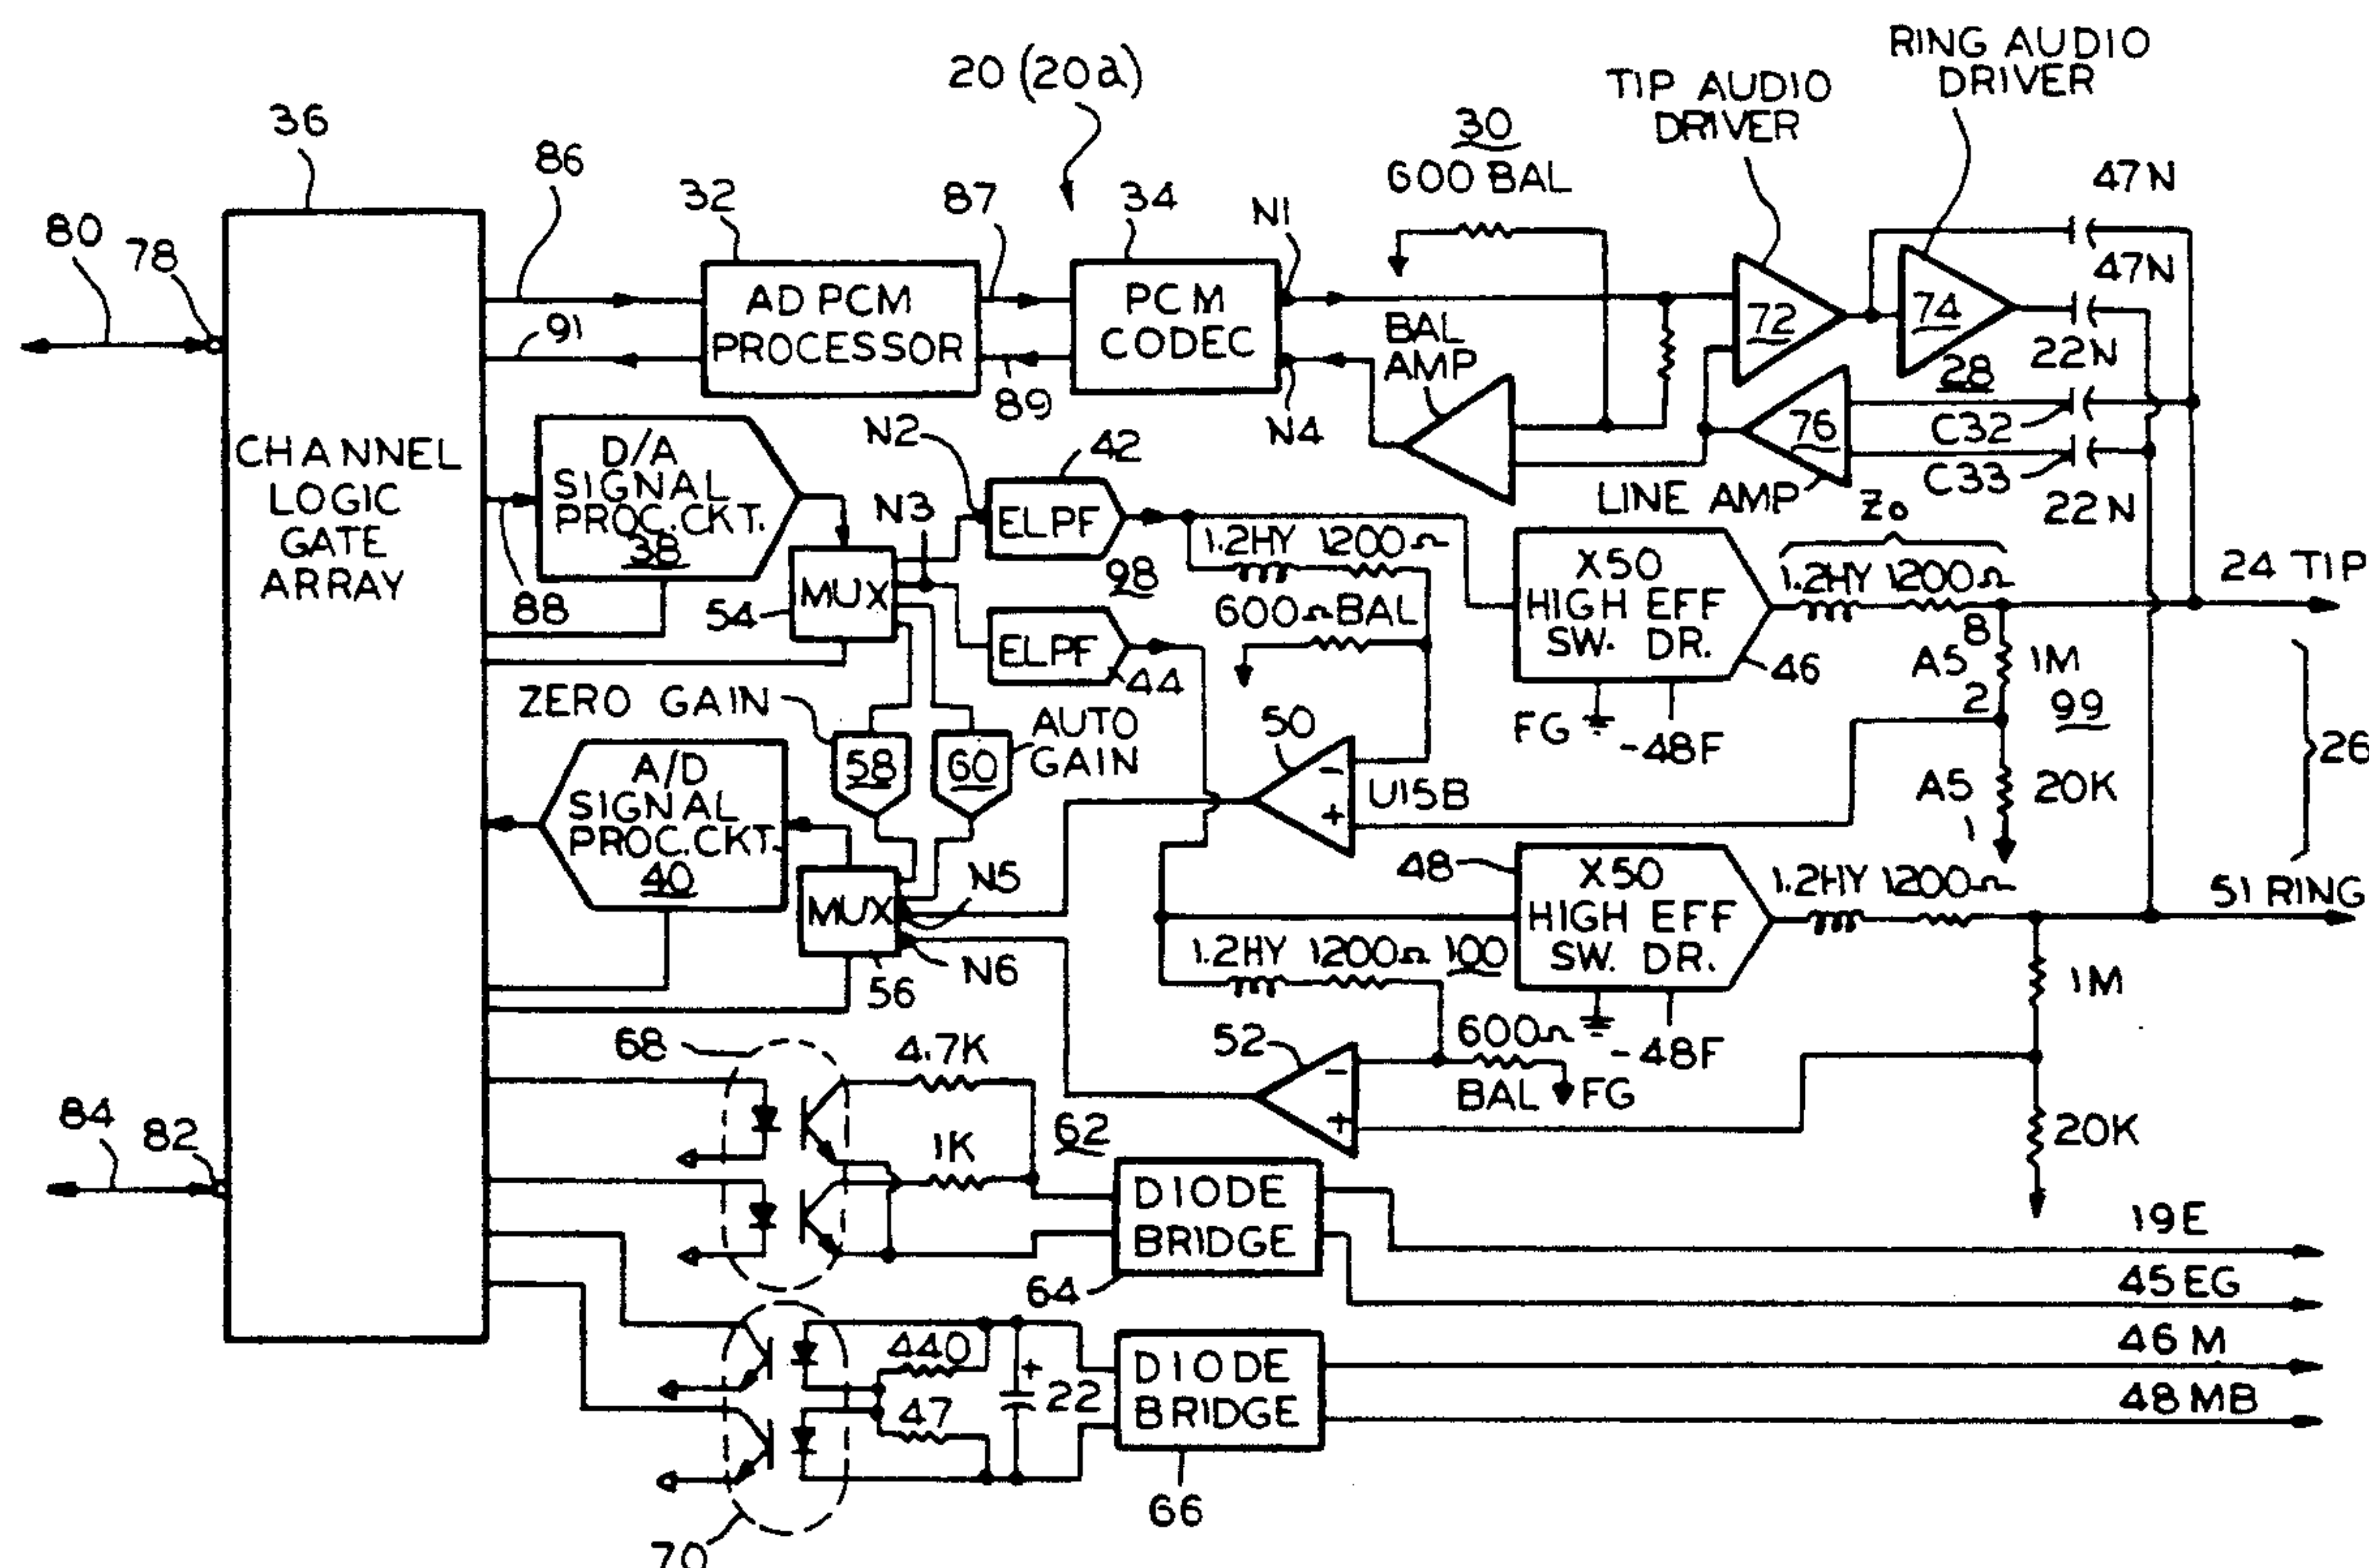 20 (20a)
RING AUDIO
DRIVER
TIP AUDIO
DRIVER
36
86
32
87
34
30
600 BAL
N1
47N
80
78
47N
AD PCM
PROCESSOR
PCM
CODEC
72
74
28
91
89
N4
BAL
AMP
76
22N
C32
C33
22N
LINE AMP
CHANNEL
LOGIC
GATE
ARRAY
D/A
SIGNAL
PROC. CKT.
38
88
N2
42
N3
ELPF
98
1.2HY 1200Ω
Z0
X50
HIGH EFF
SW. DR.
1.2HY 1200Ω
24 TIP
MUX
54
ELPF
44
600Ω BAL
46
8
A5
2
1M
99
ZERO GAIN
AUTO
GAIN
58
60
50
FG
-48F
26
A/D
SIGNAL
PROC. CKT.
40
-
+
U15B
A5
1
20K
48
X50
HIGH EFF
SW. DR.
1.2HY 1200Ω
51 RING
MUX
N5
N6
56
1.2HY 1200Ω 100
1M
68
4.7K
52
-
+
600Ω
BAL
FG
-48F
84
82
1K
62
20K
DIODE
BRIDGE
64
19E
45 EG
440
47
+
22
DIODE
BRIDGE
66
46 M
48 MB
70